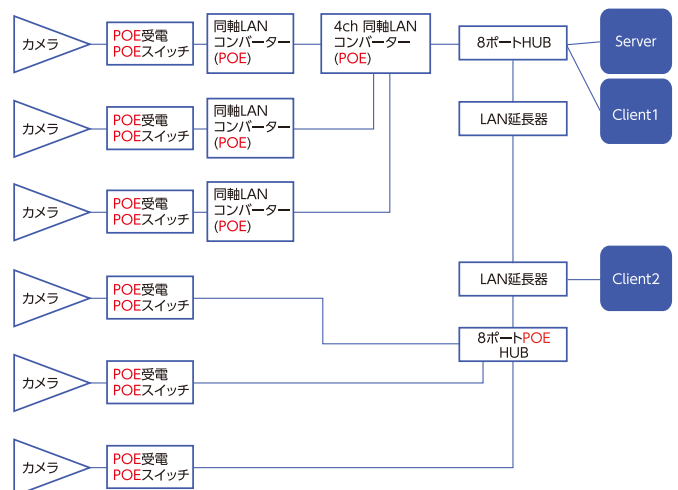 カメラ
POE受電
POEスイッチ
同軸LAN
コンバーター
(POE)
4ch 同軸LAN
コンバーター
(POE)
8ポートHUB
Server
Client1
カメラ
POE受電
POEスイッチ
同軸LAN
コンバーター
(POE)
LAN延長器
カメラ
POE受電
POEスイッチ
同軸LAN
コンバーター
(POE)
カメラ
POE受電
POEスイッチ
LAN延長器
Client2
8ポートPOE
HUB
カメラ
POE受電
POEスイッチ
カメラ
POE受電
POEスイッチ